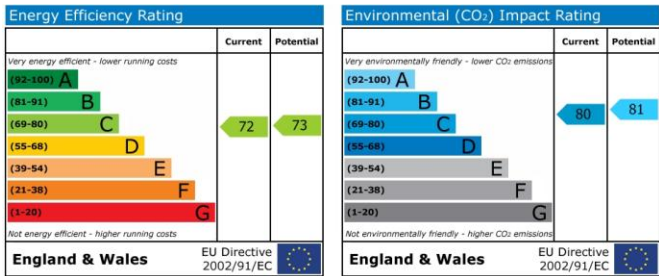 Energy Efficiency Rating
Current Potential
Very energy efficient - lower running costs
(92-100) A
(81-91) B
(69-80) C
72 73
(55-68) D
(39-54) E
(21-38) F
(1-20) G
Not energy efficient - higher running costs
England & Wales
EU Directive
2002/91/EC
Environmental (CO₂) Impact Rating
Current Potential
Very environmentally friendly - lower CO₂ emissions
(92-100) A
(81-91) B
81
(69-80) C
80
(55-68) D
(39-54) E
(21-38) F
(1-20) G
Not environmentally friendly - higher CO₂ emissions
England & Wales
EU Directive
2002/91/EC